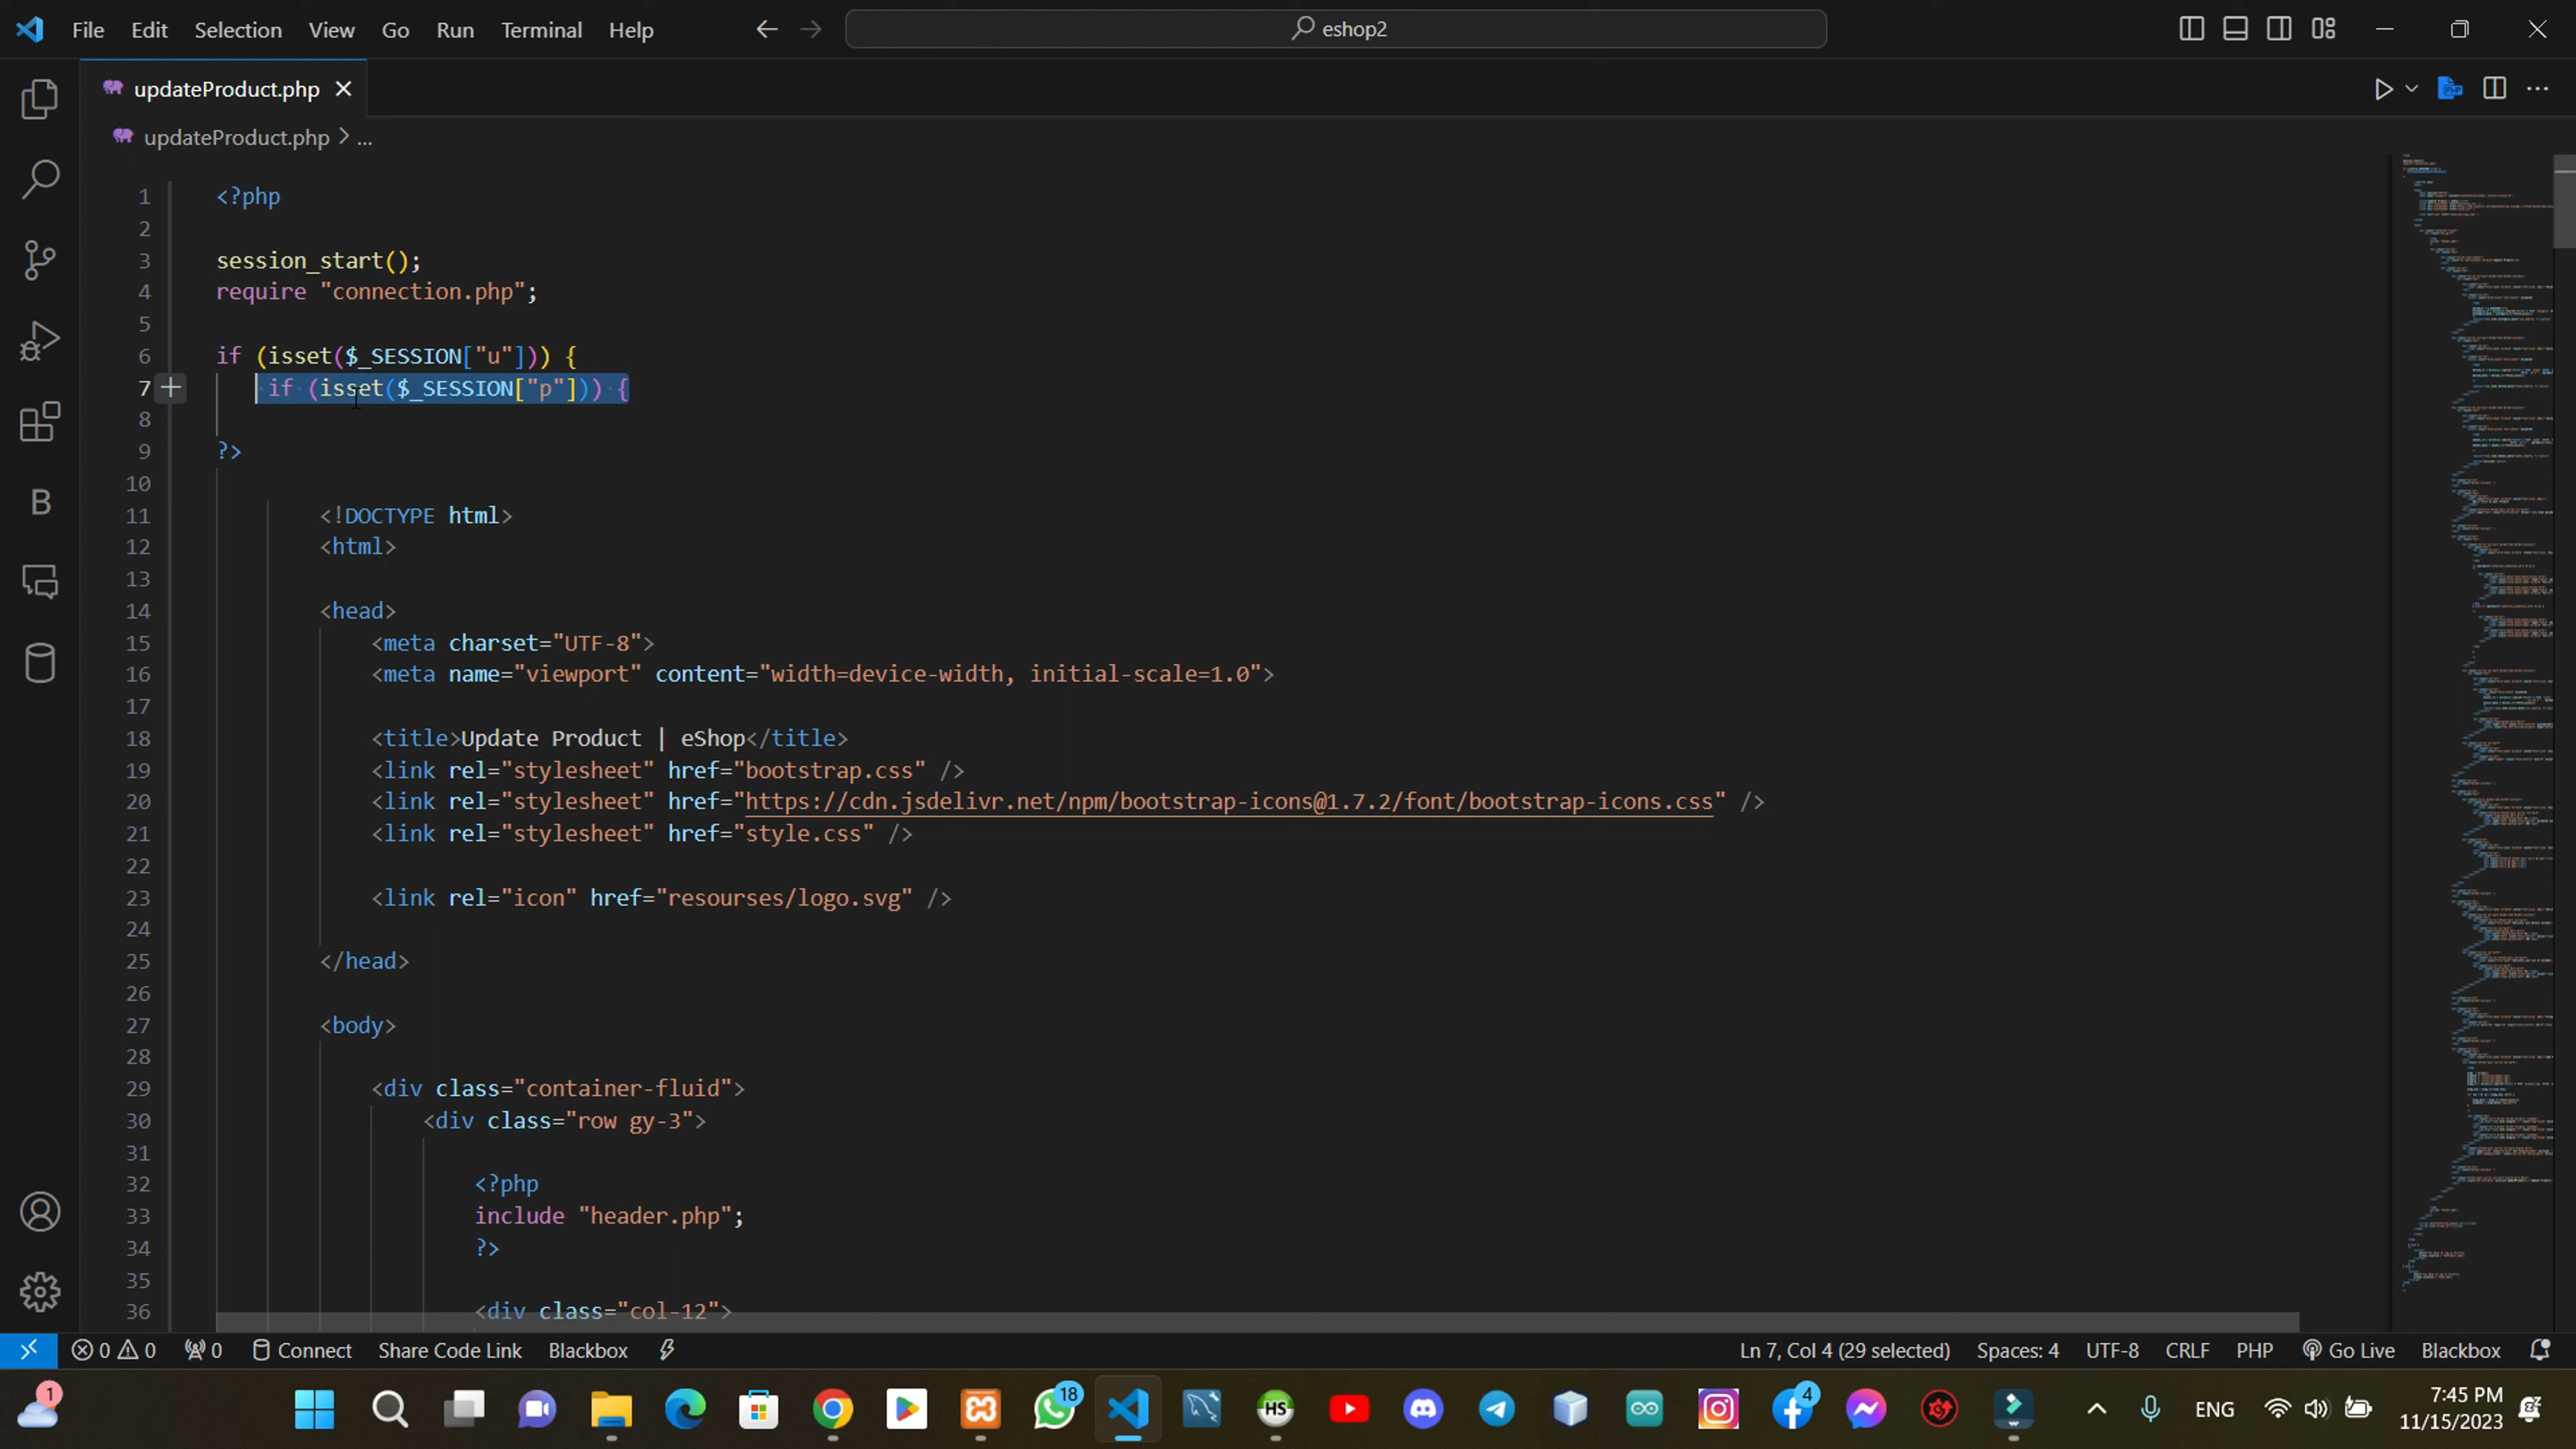 File Edit Selection View Go Run Terminal Help
eshop2
updateProduct.php
updateProduct.php > ...
1 <?php
2
3 session_start();
4 require "connection.php";
5
6 if (isset($_SESSION["u"])) {
7 if (isset($_SESSION["p"])) {
8
9 ?>
10
11 <!DOCTYPE html>
12 <html>
13
14 <head>
15 <meta charset="UTF-8">
16 <meta name="viewport" content="width=device-width, initial-scale=1.0">
17
18 <title>Update Product | eShop</title>
19 <link rel="stylesheet" href="bootstrap.css" />
20 <link rel="stylesheet" href="https://cdn.jsdelivr.net/npm/bootstrap-icons@1.7.2/font/bootstrap-icons.css" />
21 <link rel="stylesheet" href="style.css" />
22
23 <link rel="icon" href="resourses/logo.svg" />
24
25 </head>
26
27 <body>
28
29 <div class="container-fluid">
30 <div class="row gy-3">
31
32 <?php
33 include "header.php";
34 ?>
35
36 <div class="col-12">
0 0 0 Connect Share Code Link Blackbox Ln 7, Col 4 (29 selected) Spaces: 4 UTF-8 CRLF PHP Go Live Blackbox
1 18 HS 4 ENG 7:45 PM
11/15/2023